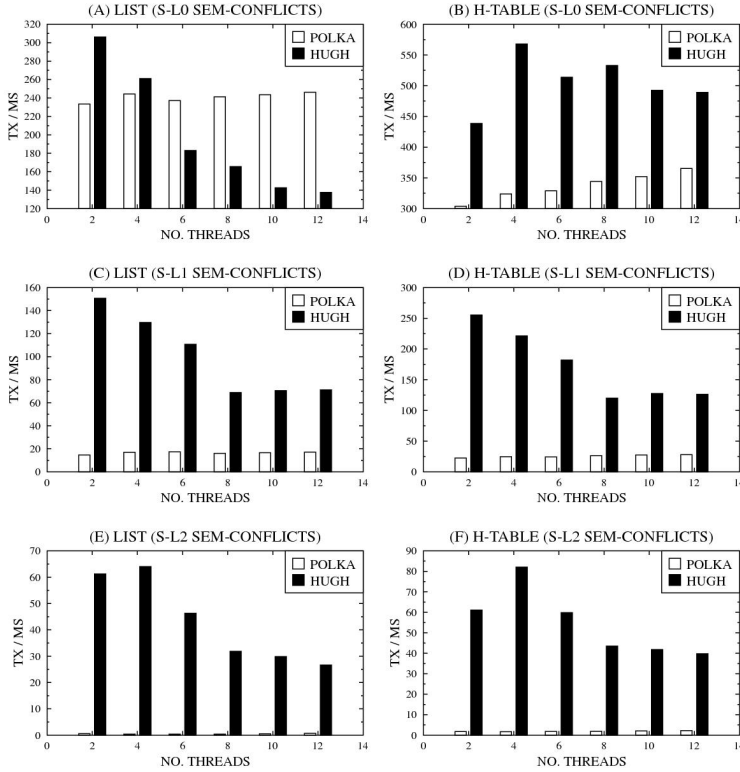 (A) LIST (S-L0 SEM-CONFLICTS)
320
300
280
260
240
220
200
180
160
140
120
TX / MS
POLKA
HUGH
0 2 4 6 8 10 12 14
NO. THREADS
(B) H-TABLE (S-L0 SEM-CONFLICTS)
600
550
500
450
400
350
300
TX / MS
POLKA
HUGH
0 2 4 6 8 10 12 14
NO. THREADS
(C) LIST (S-L1 SEM-CONFLICTS)
160
140
120
100
80
60
40
20
0
TX / MS
POLKA
HUGH
0 2 4 6 8 10 12 14
NO. THREADS
(D) H-TABLE (S-L1 SEM-CONFLICTS)
300
250
200
150
100
50
0
TX / MS
POLKA
HUGH
0 2 4 6 8 10 12 14
NO. THREADS
(E) LIST (S-L2 SEM-CONFLICTS)
70
60
50
40
30
20
10
0
TX / MS
POLKA
HUGH
0 2 4 6 8 10 12 14
NO. THREADS
(F) H-TABLE (S-L2 SEM-CONFLICTS)
90
80
70
60
50
40
30
20
10
0
TX / MS
POLKA
HUGH
0 2 4 6 8 10 12 14
NO. THREADS